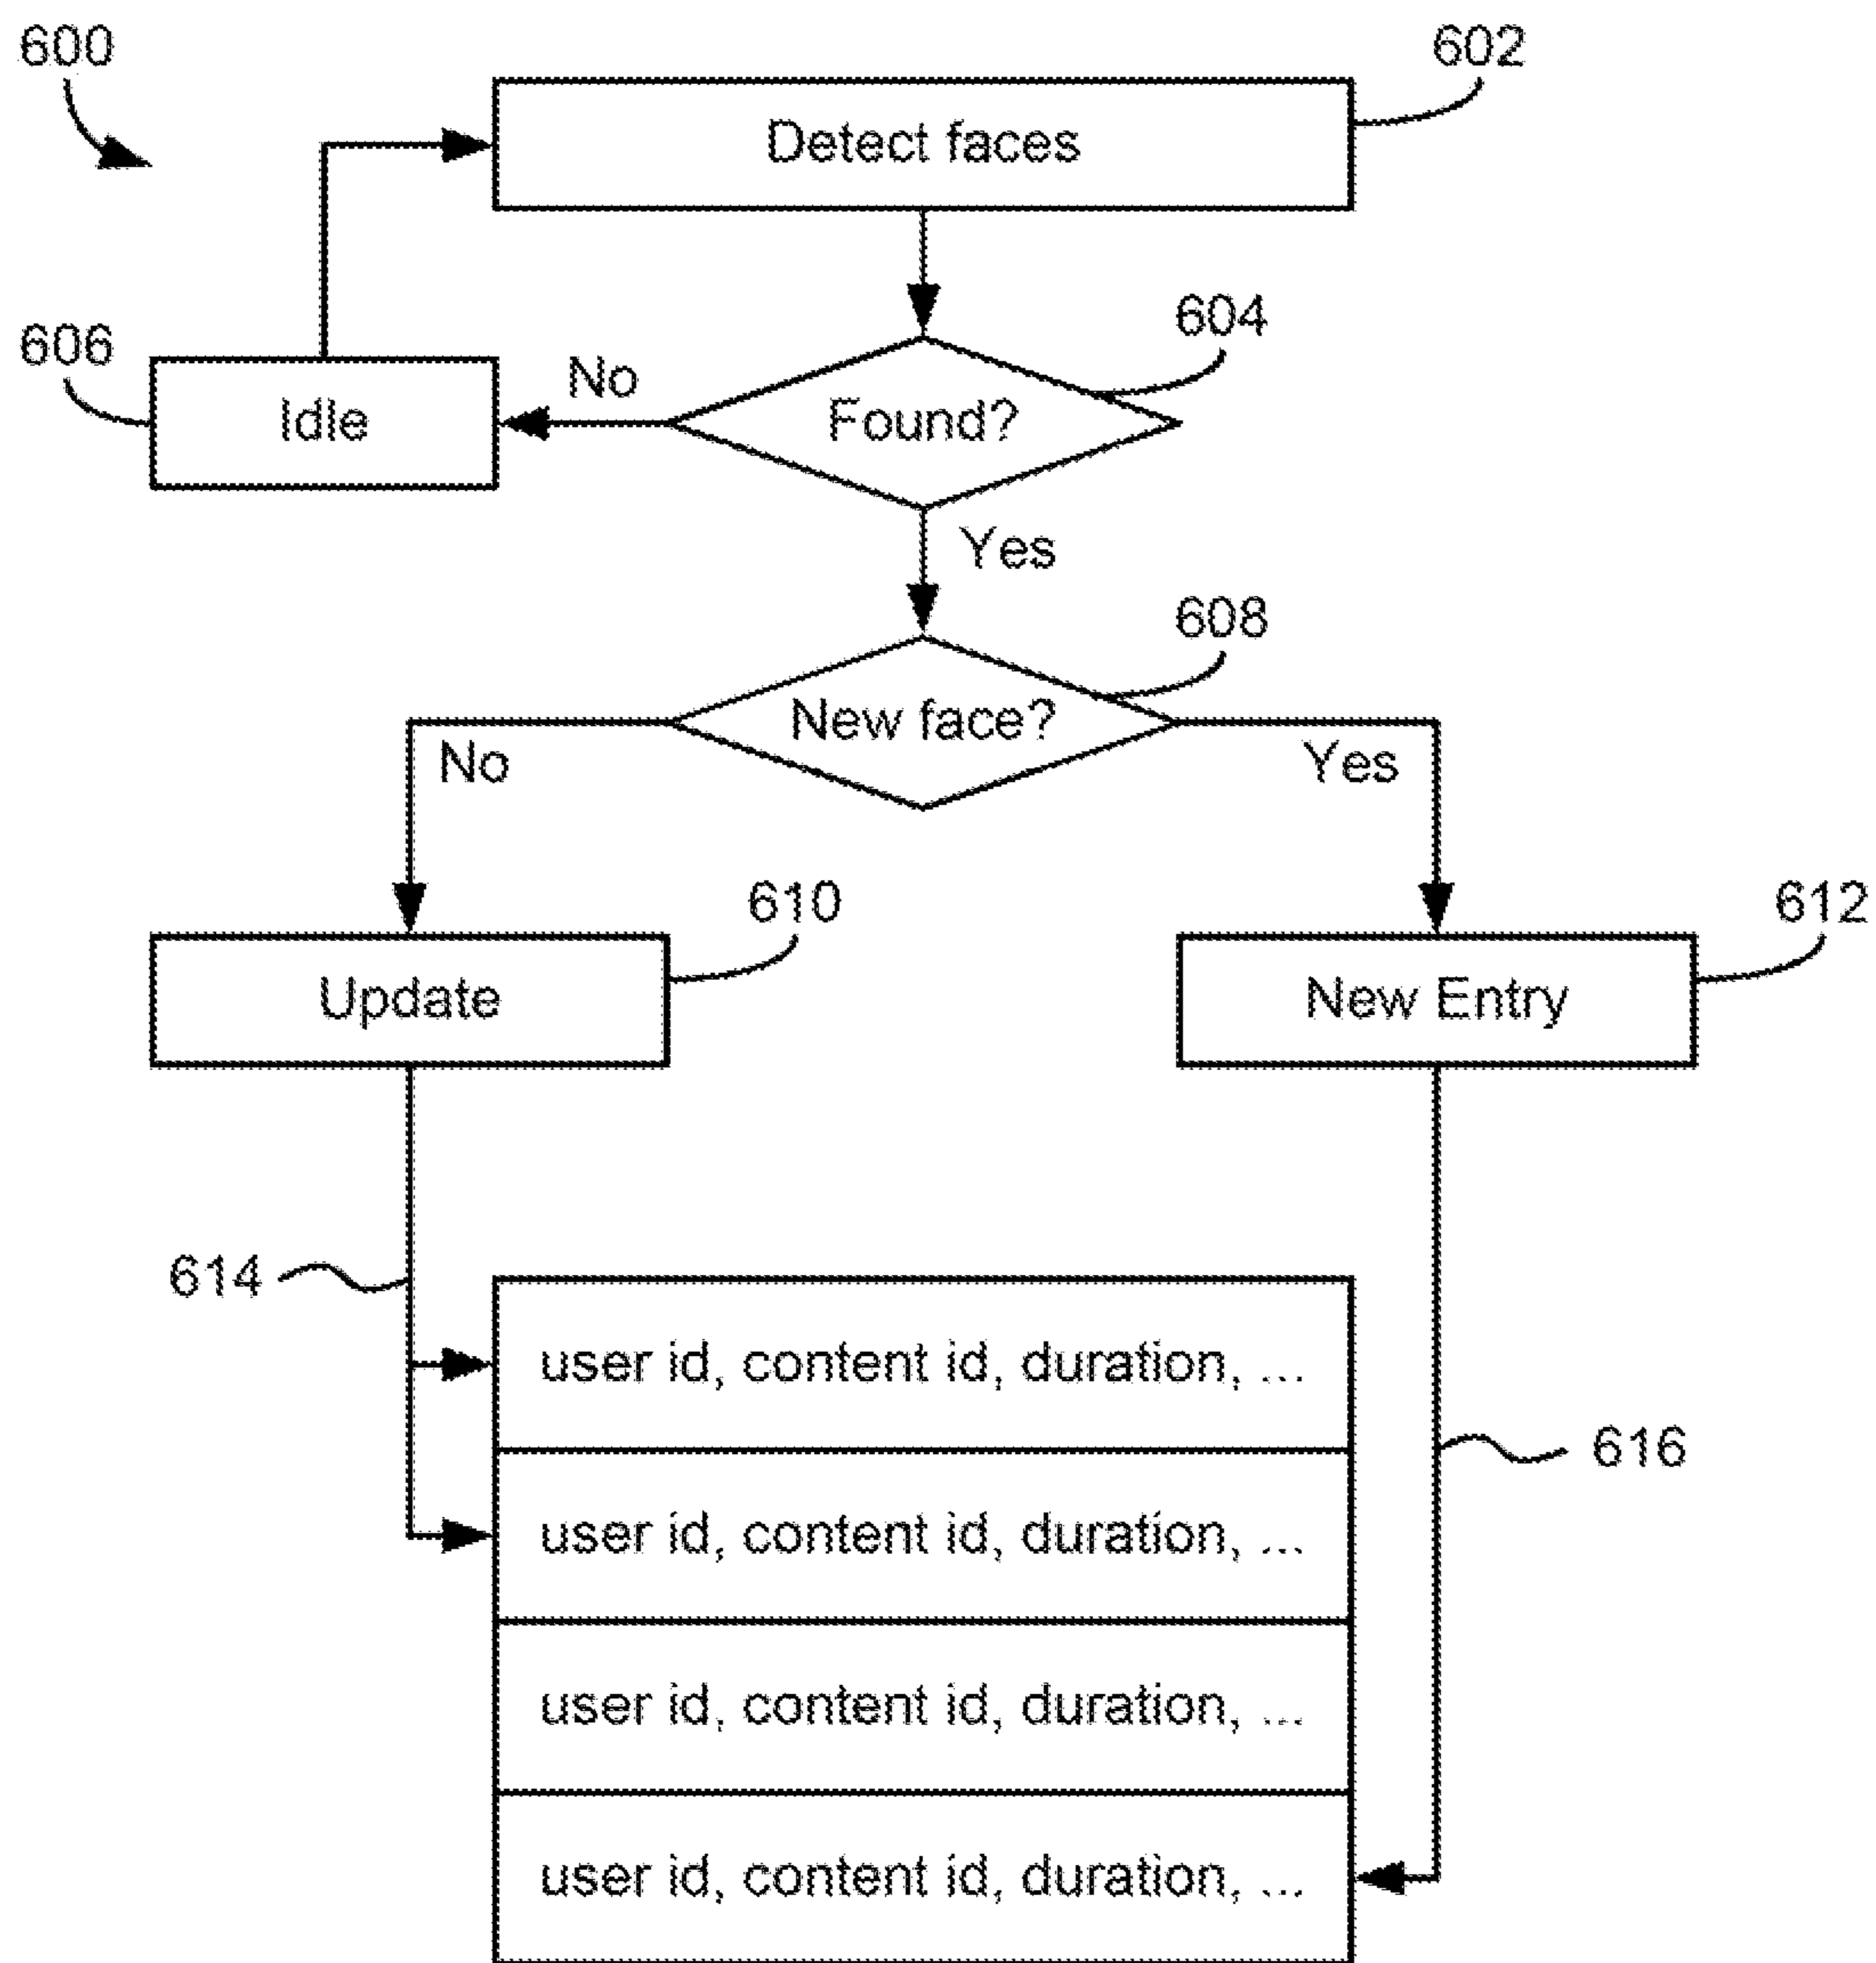 600
602
Detect faces
604
606
No
Idle
Found?
Yes
608
New face?
No
Yes
610
612
Update
New Entry
614
user id, content id, duration, ...
616
user id, content id, duration, ...
user id, content id, duration, ...
user id, content id, duration, ...